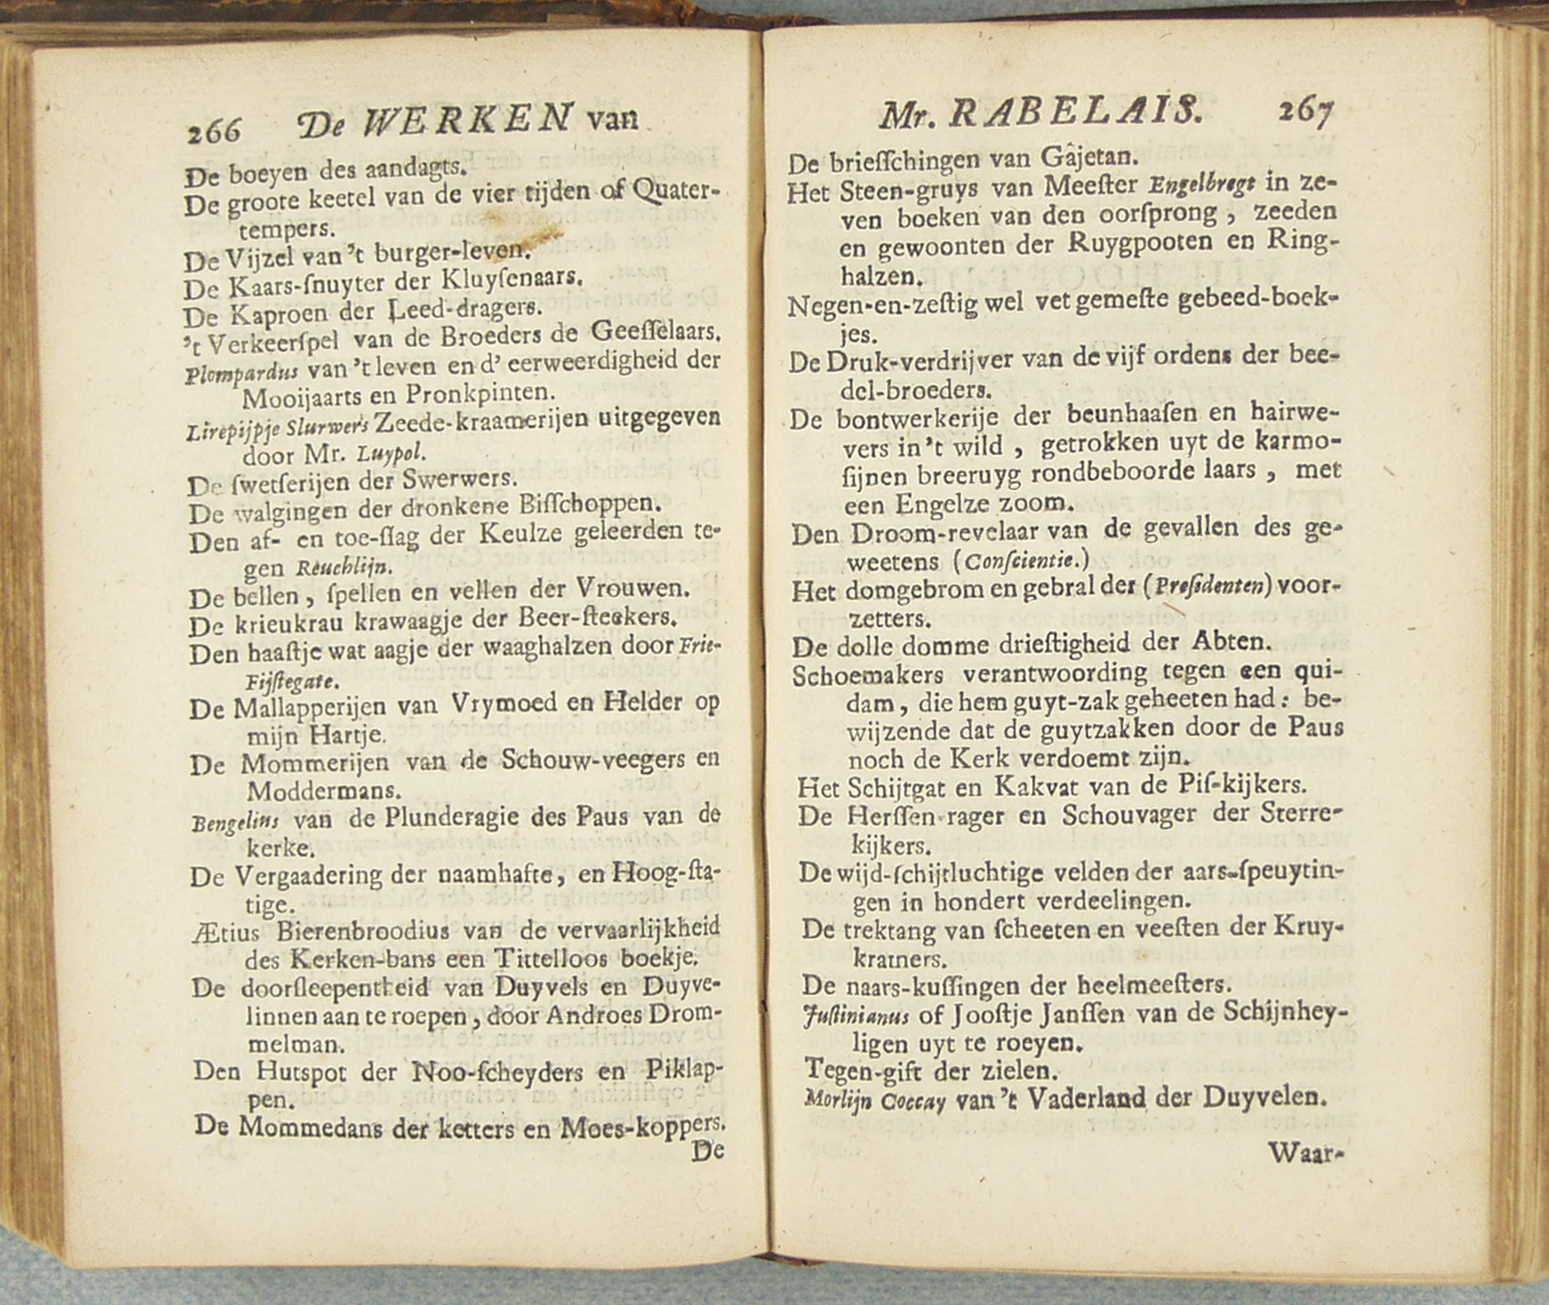 266 De WERKEN van
De boeyen des aandagts.
De groote keetel van de vier tijden of Quater-
tempers.
De Vijzel van 't burger-leven.
De Kaars-ſnuyter der Kluyſenaars.
De Kaproen der Leed-dragers.
't Verkeerſpel van de Broeders de Geeſſelaars.
Plompardus van 't leven en d' eerweerdigheid der
Mooijaarts en Pronkpinten.
Lirepijpje Slurwers Zeede-kraamerijen uitgegeven
door Mr. Luypol.
De ſwetſerijen der Swerwers.
De walgingen der dronkene Biſſchoppen.
Den af- en toe-ſlag der Keulze geleerden te-
gen Reuchlijn.
De bellen, ſpellen en vellen der Vrouwen.
De krieukrau krawaagje der Beer-ſteekers.
Den haaſtje wat aagje der waaghalzen door Frie-
Fijſtegate.
De Mallapperijen van Vrymoed en Helder op
mijn Hartje.
De Mommerijen van de Schouw-veegers en
Moddermans.
Bengelius van de Plunderagie des Paus van de
kerke.
De Vergaadering der naamhafte, en Hoog-ſta-
tige.
Ætius Bierenbroodius van de vervaarlijkheid
des Kerken-bans een Tittelloos boekje.
De doorſleepentheid van Duyvels en Duyve-
linnen aan te roepen, door Androes Drom-
melman.
Den Hutspot der Noo-ſcheyders en Piklap-
pen.
De Mommedans der ketters en Moes-koppers.
De
Mr. RABELAIS. 267
De brieſſchingen van Gâjetan.
Het Steen-gruys van Meeſter Engelbregt in ze-
ven boeken van den oorſprong, zeeden
en gewoonten der Ruygpooten en Ring-
halzen.
Negen-en-zeſtig wel vet gemeſte gebeed-boek-
jes.
De Druk-verdrijver van de vijf ordens der bee-
del-broeders.
De bontwerkerije der beunhaaſen en hairwe-
vers in 't wild, getrokken uyt de karmo-
ſijnen breeruyg rondbeboorde laars, met
een Engelze zoom.
Den Droom-revelaar van de gevallen des ge-
weetens (Conſcientie.)
Het domgebrom en gebral der (Preſidenten) voor-
zetters.
De dolle domme drieſtigheid der Abten.
Schoemakers verantwoording tegen een qui-
dam, die hem guyt-zak geheeten had: be-
wijzende dat de guytzakken door de Paus
noch de Kerk verdoemt zijn.
Het Schijtgat en Kakvat van de Piſ-kijkers.
De Herſſen-rager en Schouvager der Sterre-
kijkers.
De wijd-ſchijtluchtige velden der aars-ſpeuytin-
gen in hondert verdeelingen.
De trektang van ſcheeten en veeſten der Kruy-
kramers.
De naars-kuſſingen der heelmeeſters.
Juſtinianus of Jooſtje Janſſen van de Schijnhey-
ligen uyt te roeyen.
Tegen-gift der zielen.
Morlijn Coccay van 't Vaderland der Duyvelen.
Waar-